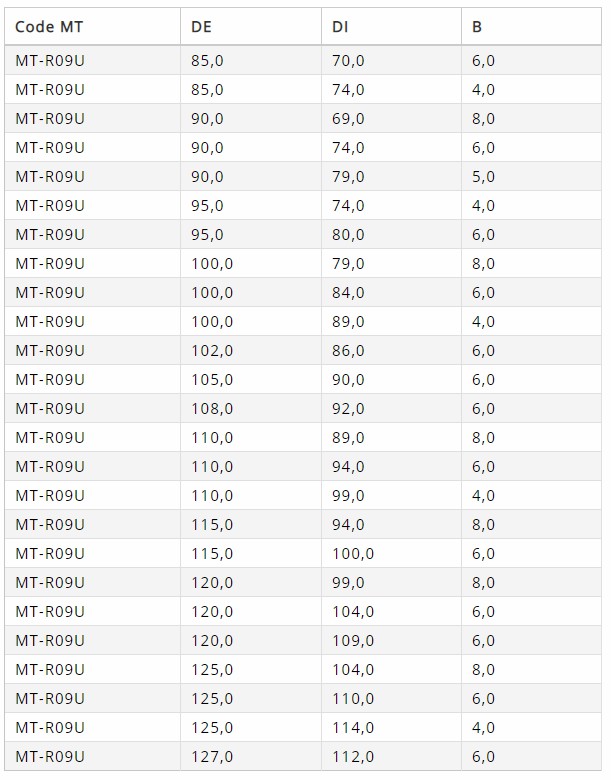 Code MT DE DI B
MT-R09U 85,0 70,0 6,0
MT-R09U 85,0 74,0 4,0
MT-R09U 90,0 69,0 8,0
MT-R09U 90,0 74,0 6,0
MT-R09U 90,0 79,0 5,0
MT-R09U 95,0 74,0 4,0
MT-R09U 95,0 80,0 6,0
MT-R09U 100,0 79,0 8,0
MT-R09U 100,0 84,0 6,0
MT-R09U 100,0 89,0 4,0
MT-R09U 102,0 86,0 6,0
MT-R09U 105,0 90,0 6,0
MT-R09U 108,0 92,0 6,0
MT-R09U 110,0 89,0 8,0
MT-R09U 110,0 94,0 6,0
MT-R09U 110,0 99,0 4,0
MT-R09U 115,0 94,0 8,0
MT-R09U 115,0 100,0 6,0
MT-R09U 120,0 99,0 8,0
MT-R09U 120,0 104,0 6,0
MT-R09U 120,0 109,0 6,0
MT-R09U 125,0 104,0 8,0
MT-R09U 125,0 110,0 6,0
MT-R09U 125,0 114,0 4,0
MT-R09U 127,0 112,0 6,0